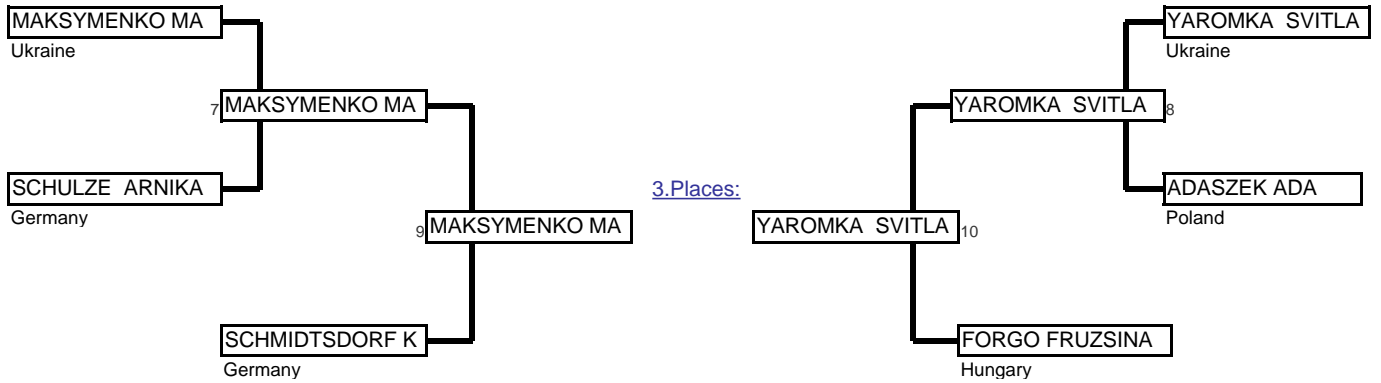 MAKSYMENKO MA
Ukraine
7 MAKSYMENKO MA
SCHULZE ARNIKA
Germany
9 MAKSYMENKO MA
SCHMIDTSDORF K
Germany
3.Places:
YAROMKA SVITLA
Ukraine
YAROMKA SVITLA 8
ADASZEK ADA
Poland
YAROMKA SVITLA 10
FORGO FRUZSINA
Hungary